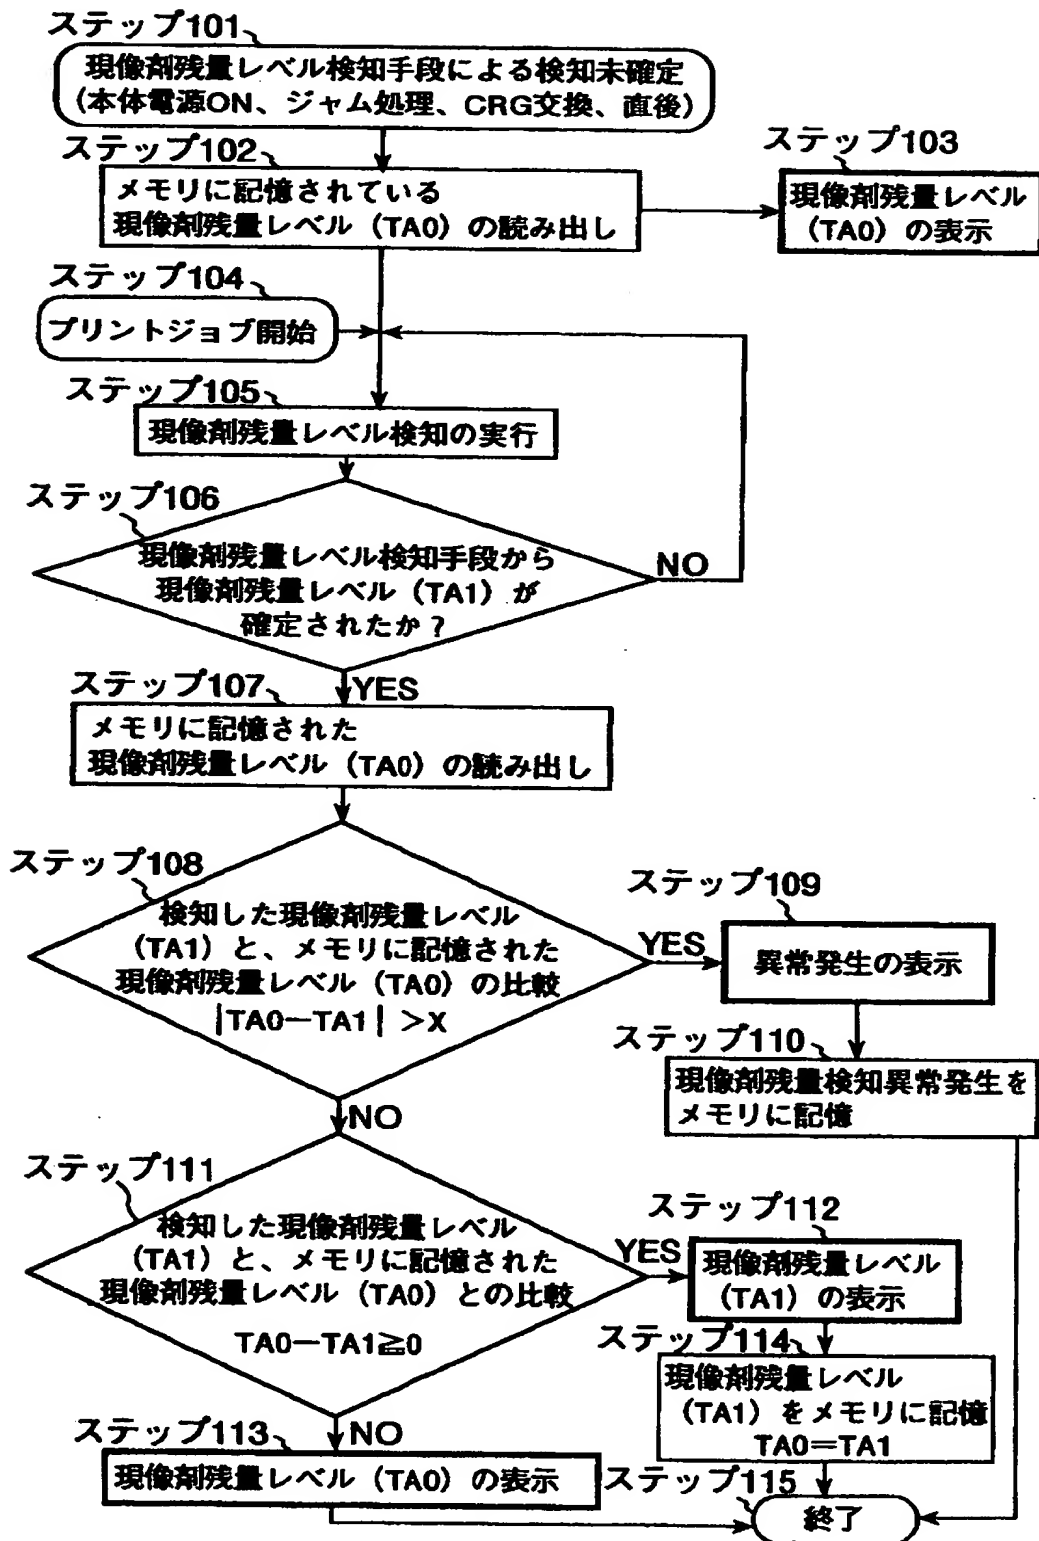 ステップ101
現像剤残量レベル検知手段による検知未確定
(本体電源ON、ジャム処理、CRG交換、直後)
ステップ102
メモリに記憶されている
現像剤残量レベル(TA0)の読み出し
ステップ103
現像剤残量レベル
(TA0)の表示
ステップ104
プリントジョブ開始
ステップ105
現像剤残量レベル検知の実行
ステップ106
現像剤残量レベル検知手段から
現像剤残量レベル(TA1)が
確定されたか?
NO
YES
ステップ107
メモリに記憶された
現像剤残量レベル(TA0)の読み出し
ステップ108
検知した現像剤残量レベル
(TA1)と、メモリに記憶された
現像剤残量レベル(TA0)の比較
|TA0-TA1|>X
YES
NO
ステップ109
異常発生の表示
ステップ110
現像剤残量検知異常発生を
メモリに記憶
ステップ111
検知した現像剤残量レベル
(TA1)と、メモリに記憶された
現像剤残量レベル(TA0)との比較
TA0-TA1≧0
YES
NO
ステップ112
現像剤残量レベル
(TA1)の表示
ステップ114
現像剤残量レベル
(TA1)をメモリに記憶
TA0=TA1
ステップ113
現像剤残量レベル(TA0)の表示
ステップ115
終了